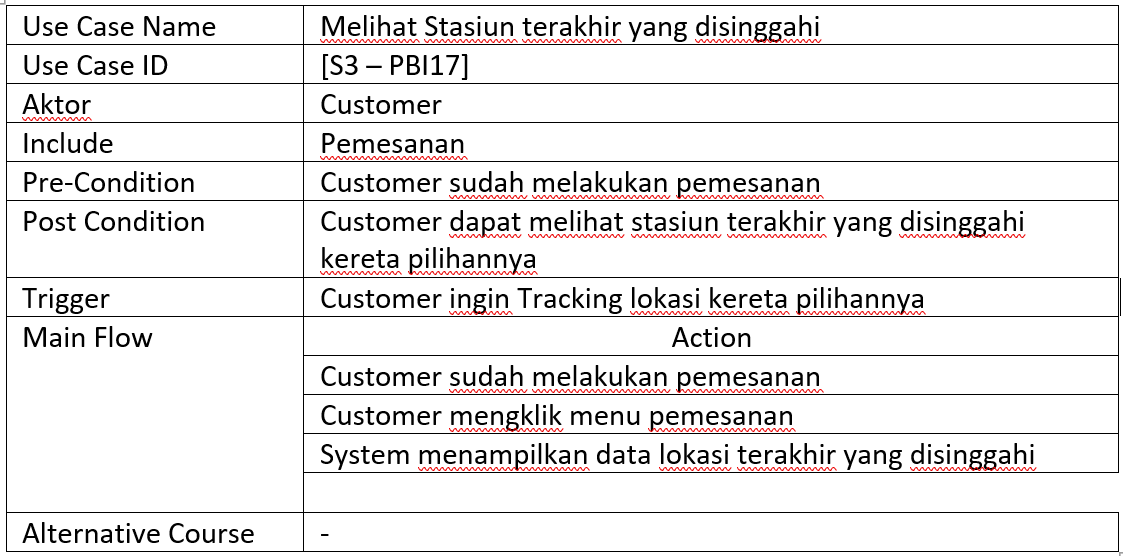 Use Case Name Melihat Stasiun terakhir yang disinggahi
Use Case ID [S3 – PBI17]
Aktor Customer
Include Pemesanan
Pre-Condition Customer sudah melakukan pemesanan
Post Condition Customer dapat melihat stasiun terakhir yang disinggahi
kereta pilihannya
Trigger Customer ingin Tracking lokasi kereta pilihannya
Main Flow Action
Customer sudah melakukan pemesanan
Customer mengklik menu pemesanan
System menampilkan data lokasi terakhir yang disinggahi
Alternative Course -